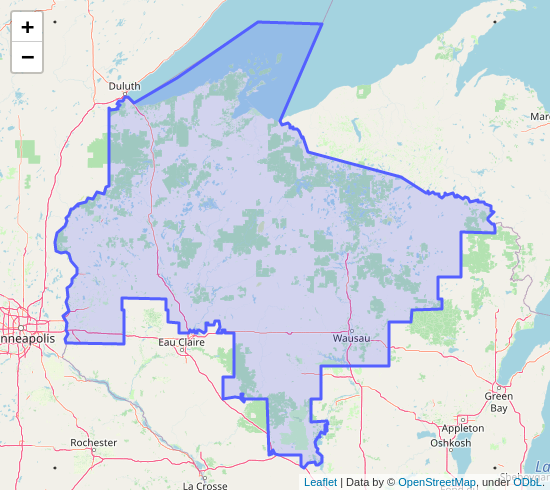 +
−
Duluth
Marq
nneapolis
Eau Claire
Wausau
Green
Bay
Appleton
Oshkosh
Rochester
La Crosse
La
Leaflet | Data by © OpenStreetMap, under ODbL.